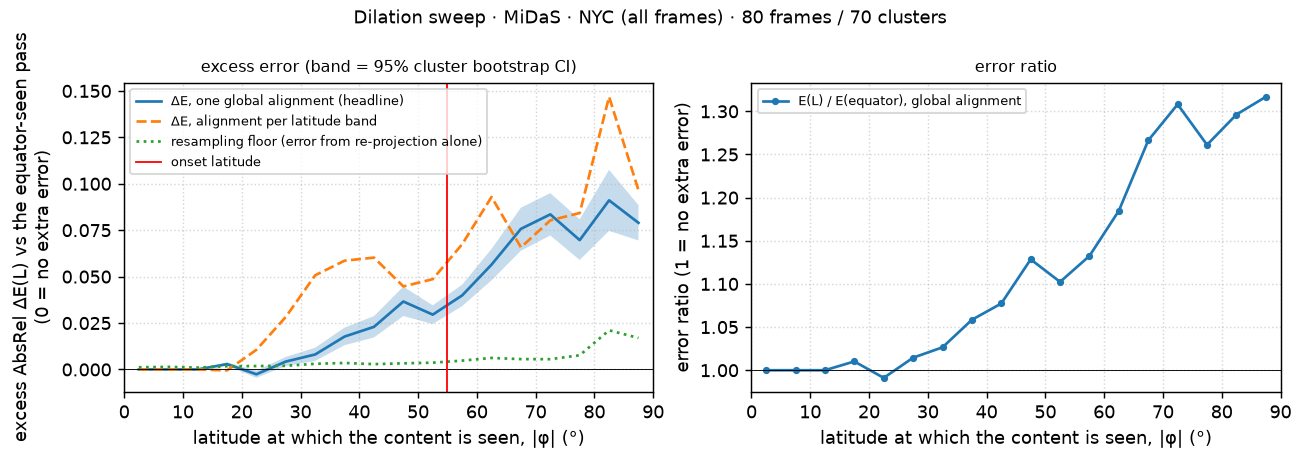 Dilation sweep · MiDaS · NYC (all frames) · 80 frames / 70 clusters
excess error (band = 95% cluster bootstrap CI)
excess AbsRel ΔE(L) vs the equator-seen pass
(0 = no extra error)
0.150
0.125
0.100
0.075
0.050
0.025
0.000
ΔE, one global alignment (headline)
ΔE, alignment per latitude band
resampling floor (error from re-projection alone)
onset latitude
0 10 20 30 40 50 60 70 80 90
latitude at which the content is seen, |φ| (°)
error ratio
error ratio (1 = no extra error)
1.30
1.25
1.20
1.15
1.10
1.05
1.00
E(L) / E(equator), global alignment
0 10 20 30 40 50 60 70 80 90
latitude at which the content is seen, |φ| (°)